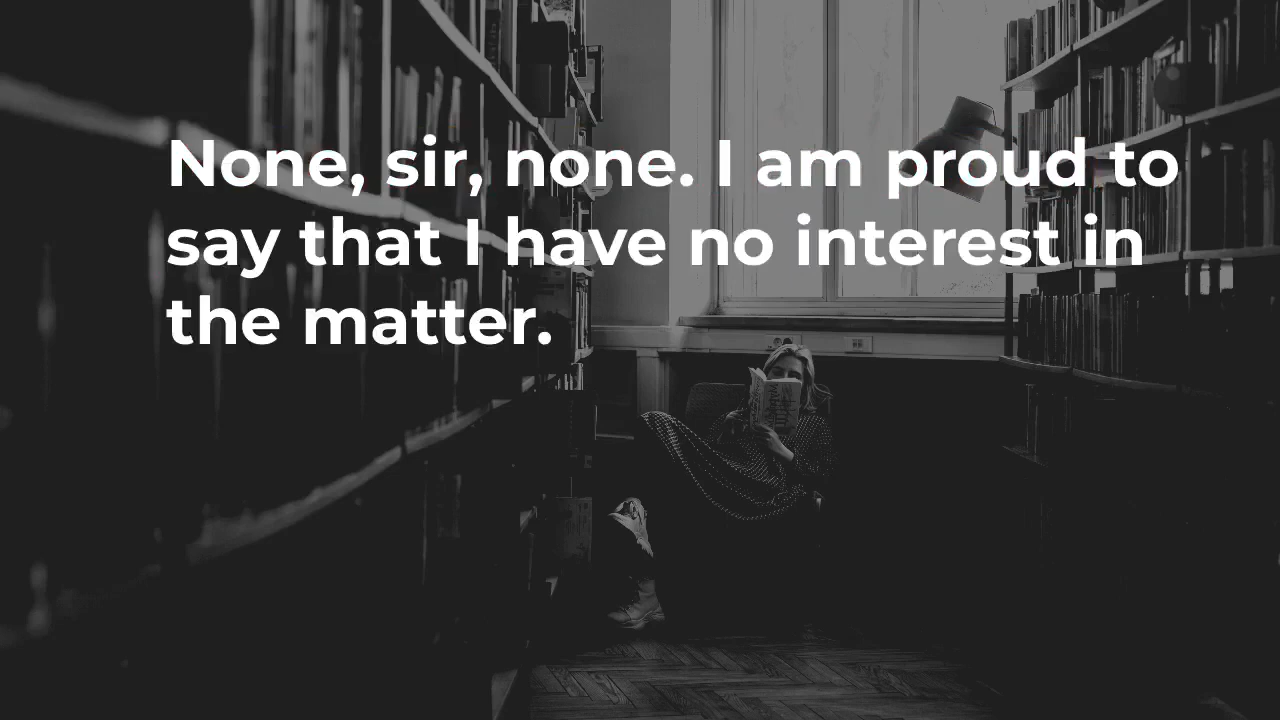 None, sir, none. I am proud to
say that I have no interest in
the matter.